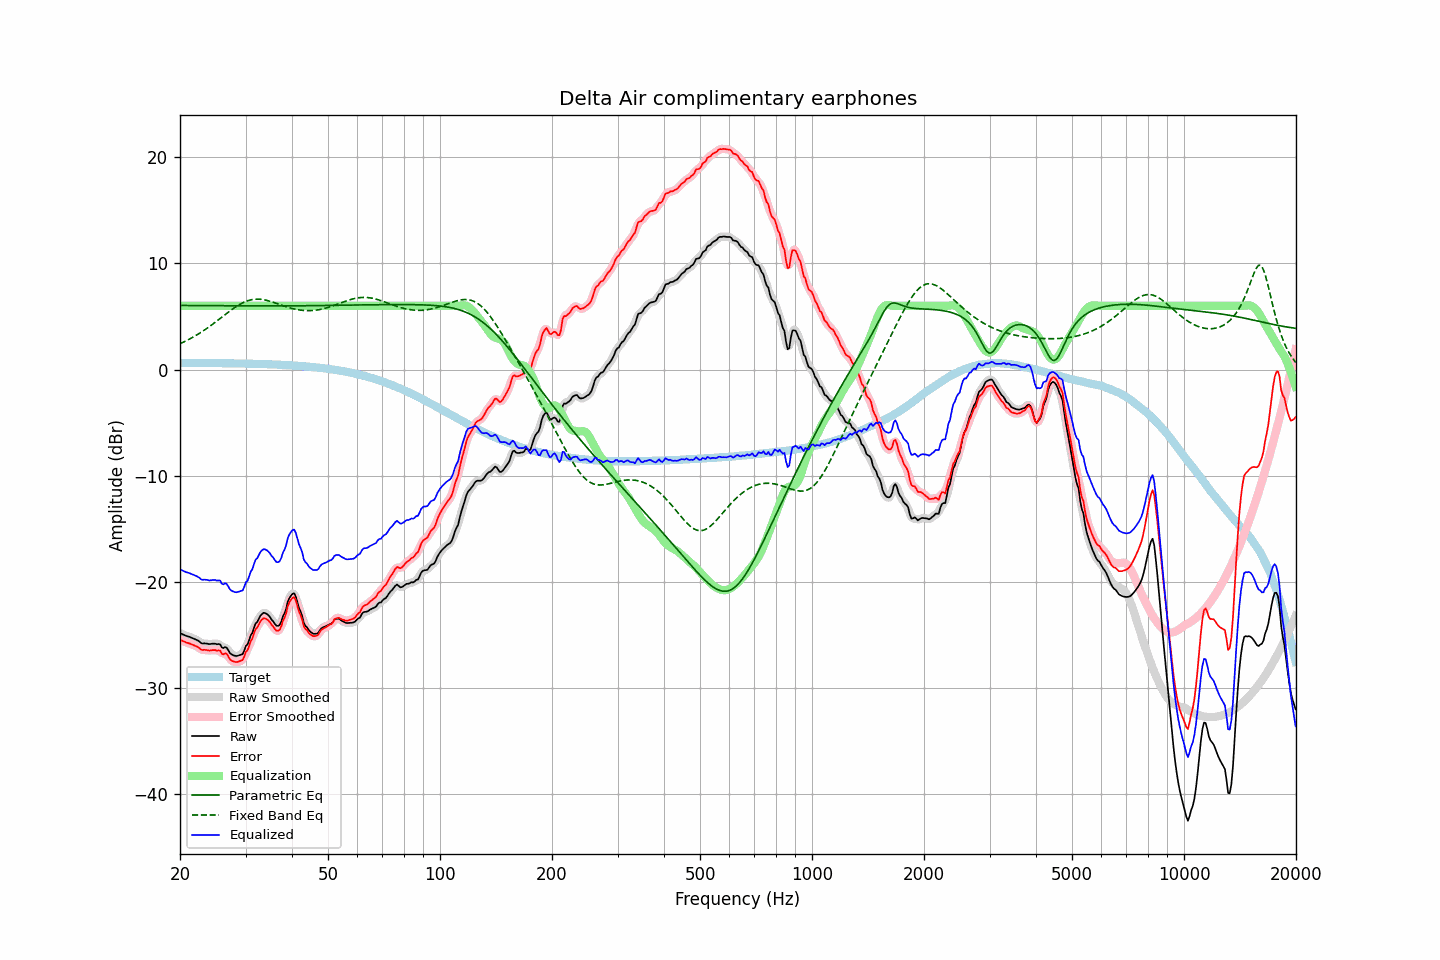 Delta Air complimentary earphones
20
10
0
−10
−20
−30
−40
Amplitude (dBr)
Target
Raw Smoothed
Error Smoothed
Raw
Error
Equalization
Parametric Eq
Fixed Band Eq
Equalized
20 50 100 200 500 1000 2000 5000 10000 20000
Frequency (Hz)